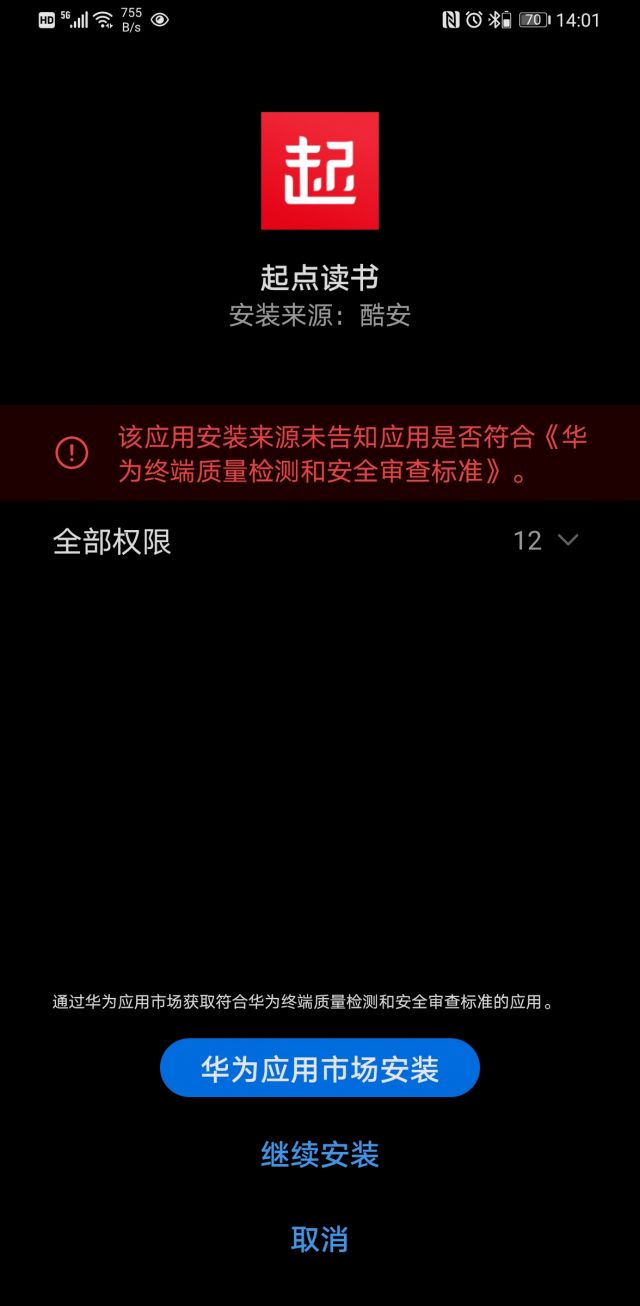 HD 5G 755 B/s 70 14:01
起
起点读书
安装来源：酷安
该应用安装来源未告知应用是否符合《华
为终端质量检测和安全审查标准》。
全部权限 12
通过华为应用市场获取符合华为终端质量检测和安全审查标准的应用。
华为应用市场安装
继续安装
取消